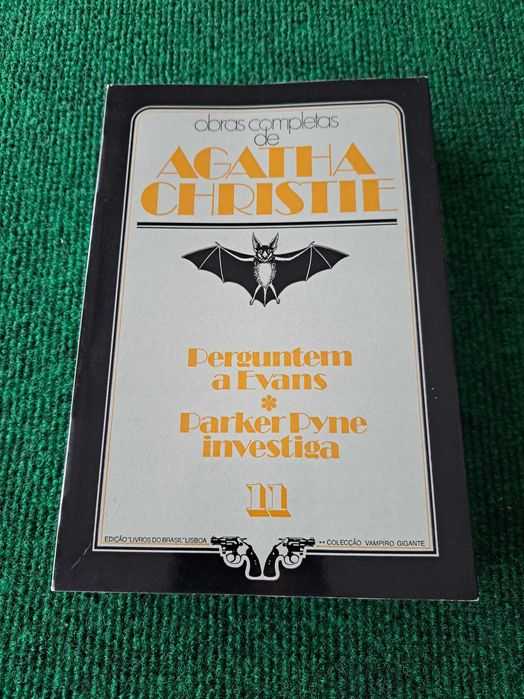 obras completas
de
AGATHA
CHRISTIE
Perguntem
a Evans
*
Parker Pyne
investiga
11
EDIÇÃO "LIVROS DO BRASIL" LISBOA
•• COLECÇÃO VAMPIRO GIGANTE